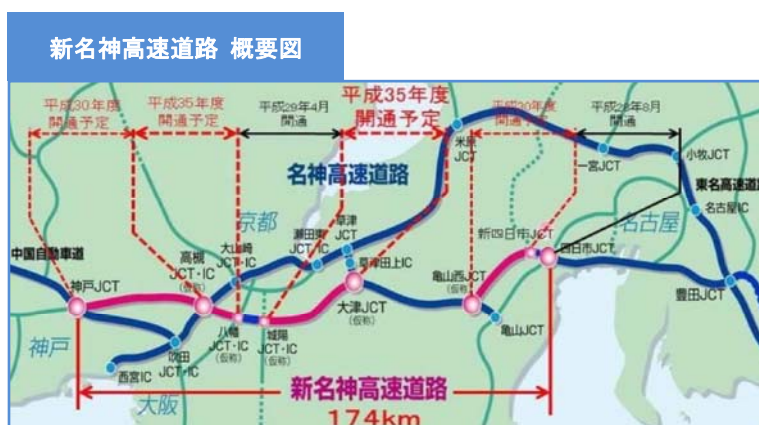 新名神高速道路 概要図
平成30年度
開通予定
平成35年度
開通予定
平成29年4月
開通
平成35年度
開通予定
平成30年度
開通予定
平成28年8月
開通
米原
JCT
一宮JCT
小牧JCT
名神高速道路
東名高速道路
名古屋IC
京都
名古屋
瀬田東
JCT・IC
草津
JCT
草津田上IC
大山崎
JCT・IC
高槻
JCT・IC
(仮称)
中国自動車道
神戸JCT
新四日市JCT
四日市JCT
亀山西JCT
(仮称)
豊田JCT
大津JCT
(仮称)
亀山JCT
八幡
JCT・IC
(仮称)
城陽
JCT・IC
(仮称)
神戸
吹田
JCT・IC
西宮IC
大阪
新名神高速道路
174km